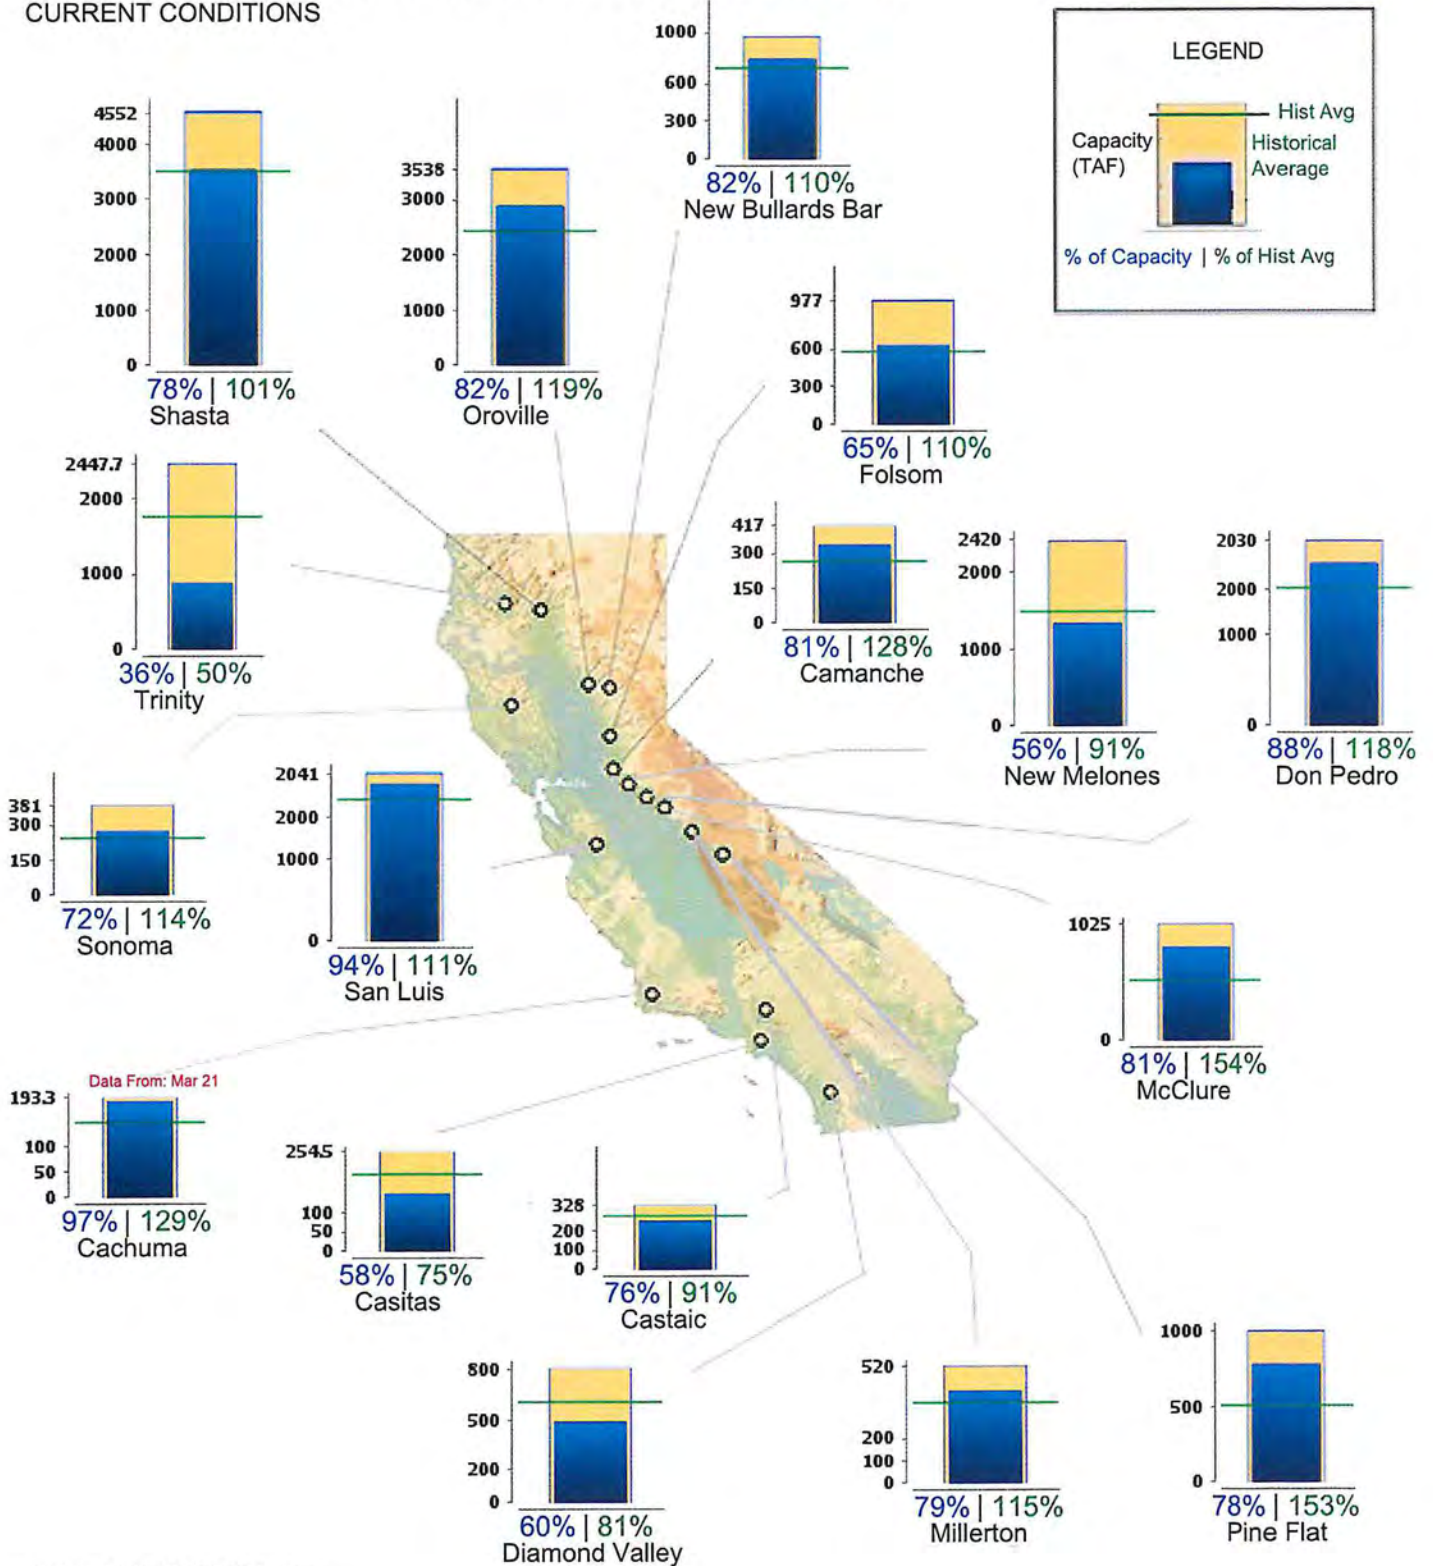 CURRENT CONDITIONS
LEGEND
Hist Avg
Capacity
(TAF)
Historical
Average
% of Capacity | % of Hist Avg
1000
600
300
0
82% | 110%
New Bullards Bar
4552
4000
3000
2000
1000
0
78% | 101%
Shasta
3538
3000
2000
1000
0
82% | 119%
Oroville
977
600
300
0
65% | 110%
Folsom
2447.7
2000
1000
0
36% | 50%
Trinity
417
300
150
0
81% | 128%
Camanche
2420
2000
1000
0
56% | 91%
New Melones
2030
2000
1000
0
88% | 118%
Don Pedro
381
300
150
0
72% | 114%
Sonoma
2041
2000
1000
0
94% | 111%
San Luis
1025
0
81% | 154%
McClure
Data From: Mar 21
193.3
100
50
0
97% | 129%
Cachuma
254.5
100
50
0
58% | 75%
Casitas
328
200
100
0
76% | 91%
Castaic
800
500
200
0
60% | 81%
Diamond Valley
520
200
100
0
79% | 115%
Millerton
1000
500
0
78% | 153%
Pine Flat